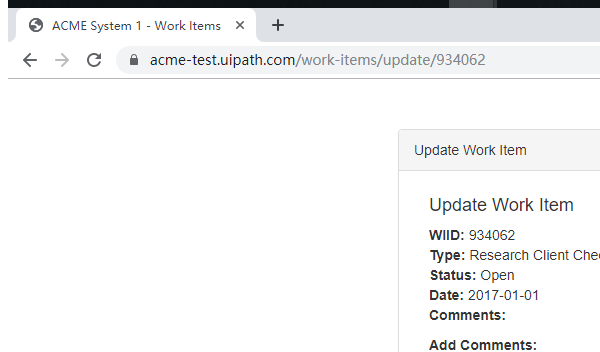 ACME System 1 - Work Items
acme-test.uipath.com/work-items/update/934062
Update Work Item
Update Work Item
WIID: 934062
Type: Research Client Che
Status: Open
Date: 2017-01-01
Comments:
Add Comments: